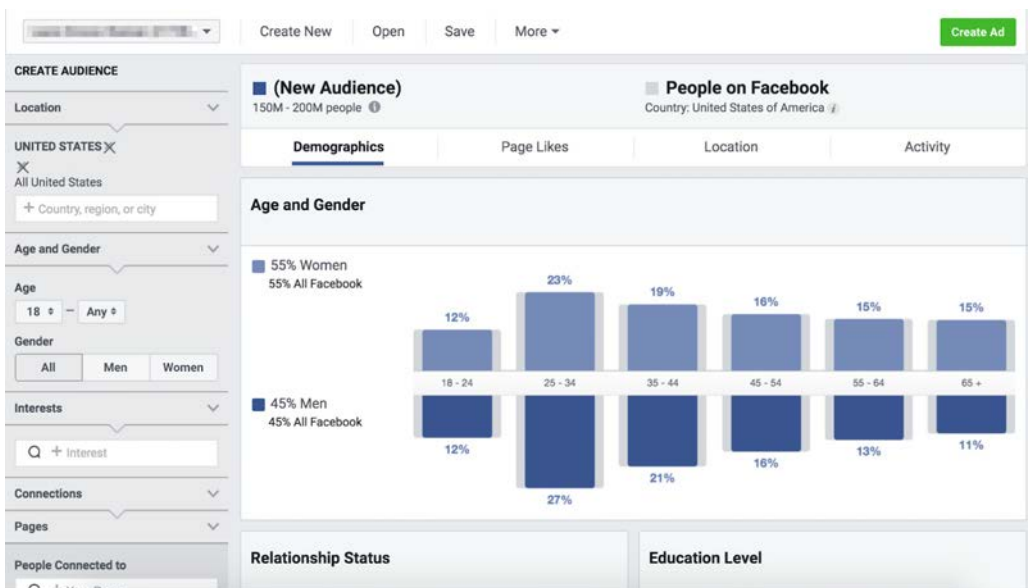 Create New
Open
Save
More
Create Ad
CREATE AUDIENCE
Location
UNITED STATES
All United States
+ Country, region, or city
Age and Gender
Age
18 – Any
Gender
All
Men
Women
Interests
+ Interest
Connections
Pages
People Connected to
(New Audience)
150M - 200M people
People on Facebook
Country: United States of America
Demographics
Page Likes
Location
Activity
Age and Gender
55% Women
55% All Facebook
12%
23%
19%
16%
15%
15%
18 - 24
25 - 34
35 - 44
45 - 54
55 - 64
65 +
45% Men
45% All Facebook
12%
27%
21%
16%
13%
11%
Relationship Status
Education Level